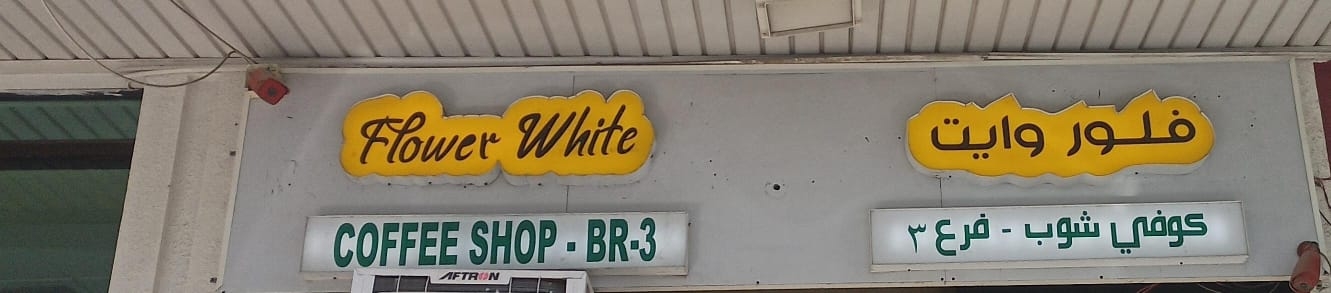 Flower White
فلور وايت
COFFEE SHOP - BR-3
كوفي شوب - فرع ٣
AFTRON